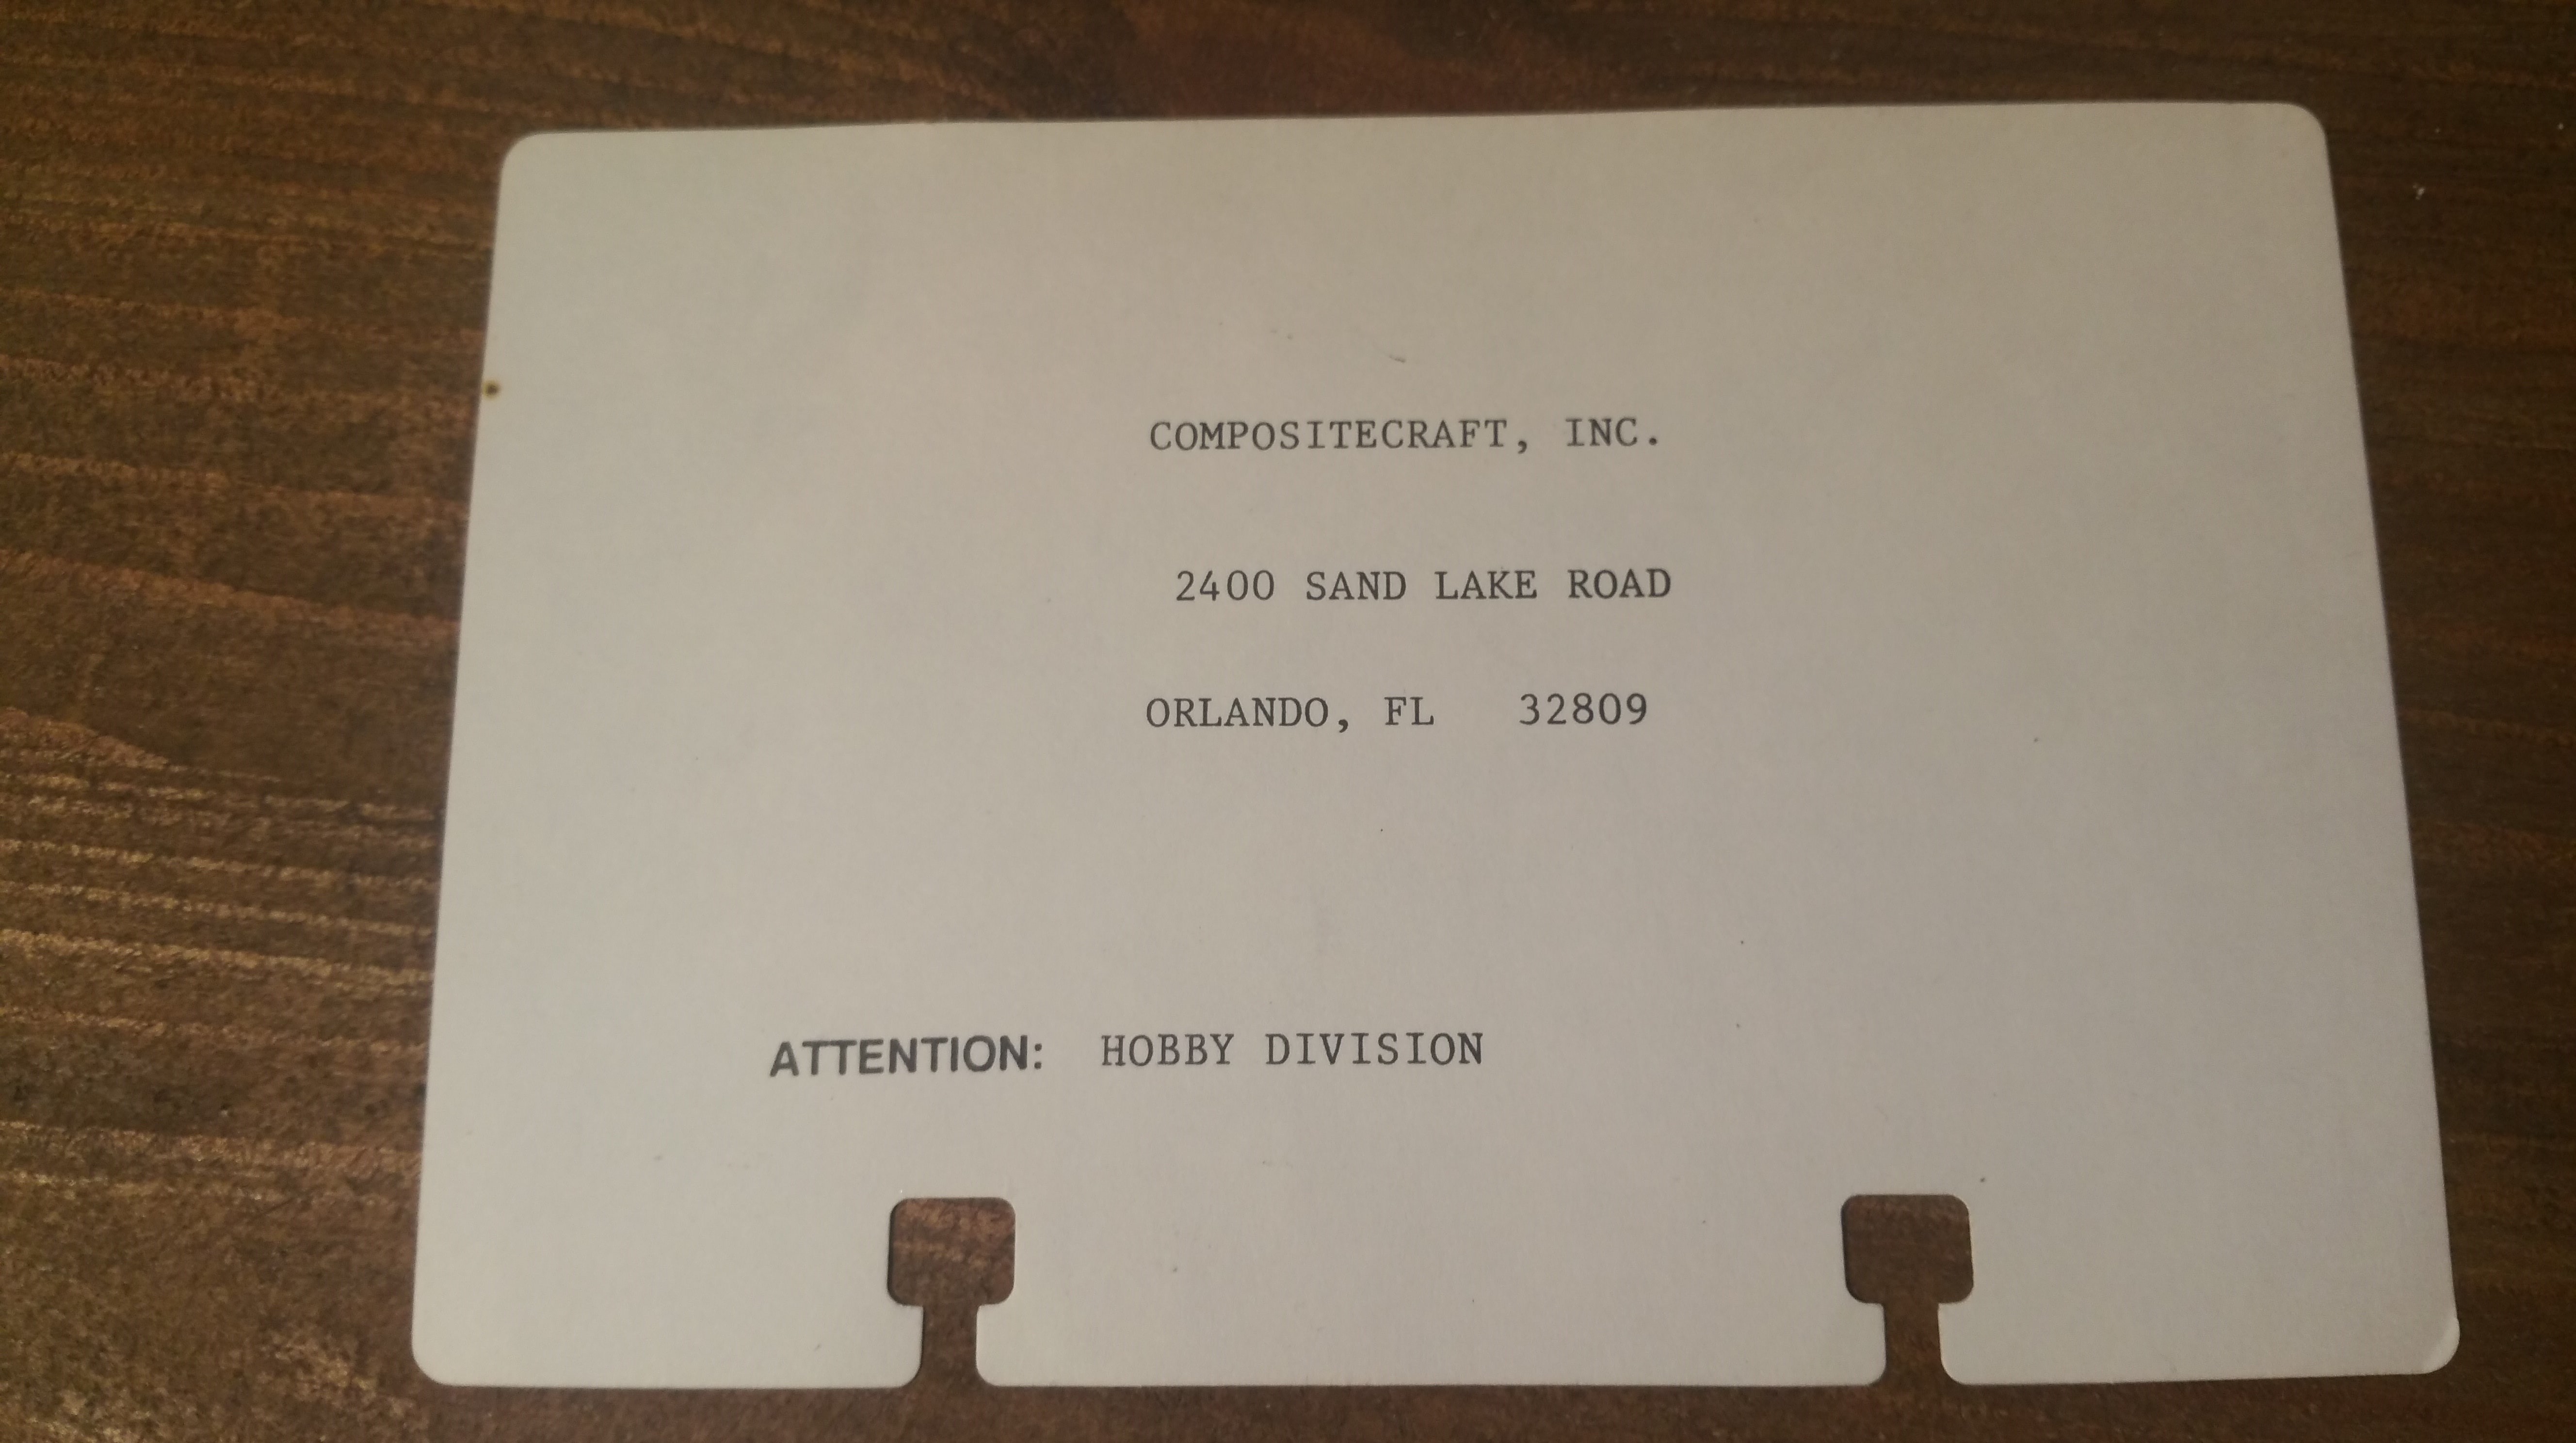 COMPOSITECRAFT, INC.
2400 SAND LAKE ROAD
ORLANDO, FL 32809
ATTENTION: HOBBY DIVISION